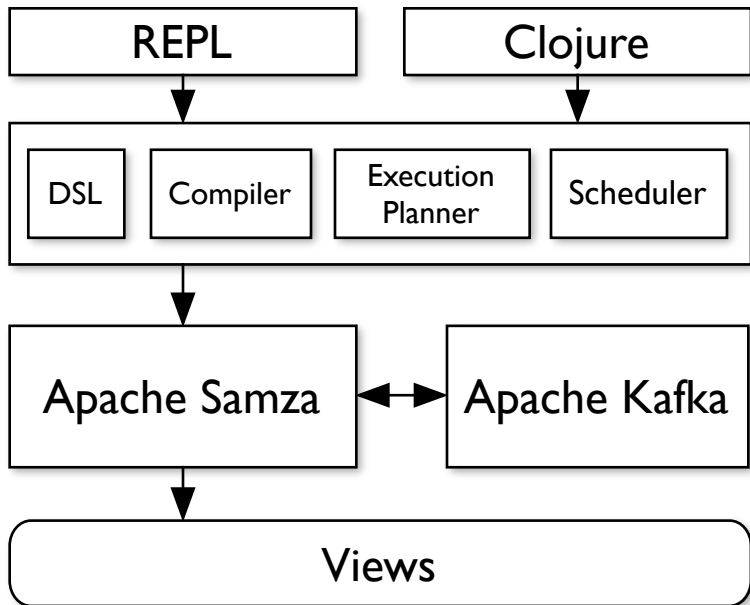 REPL
Clojure
DSL
Compiler
Execution
Planner
Scheduler
Apache Samza
Apache Kafka
Views